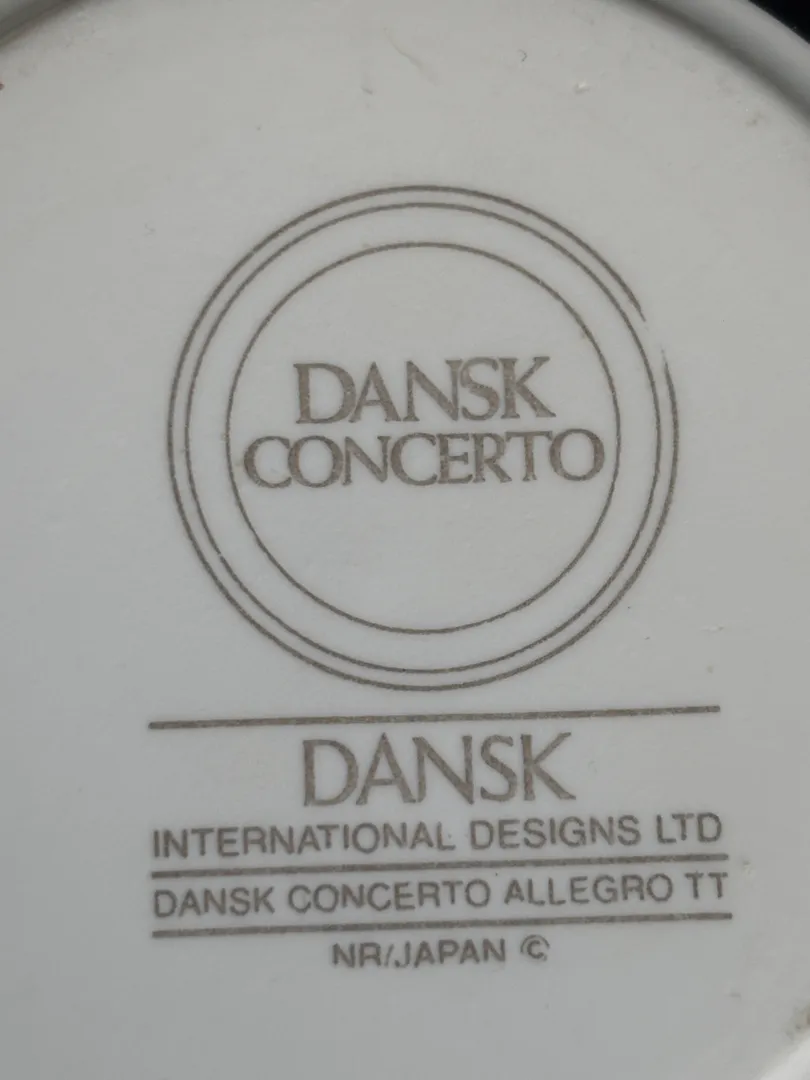 DANSK
CONCERTO
DANSK
INTERNATIONAL DESIGNS LTD
DANSK CONCERTO ALLEGRO TT
NR/JAPAN ©